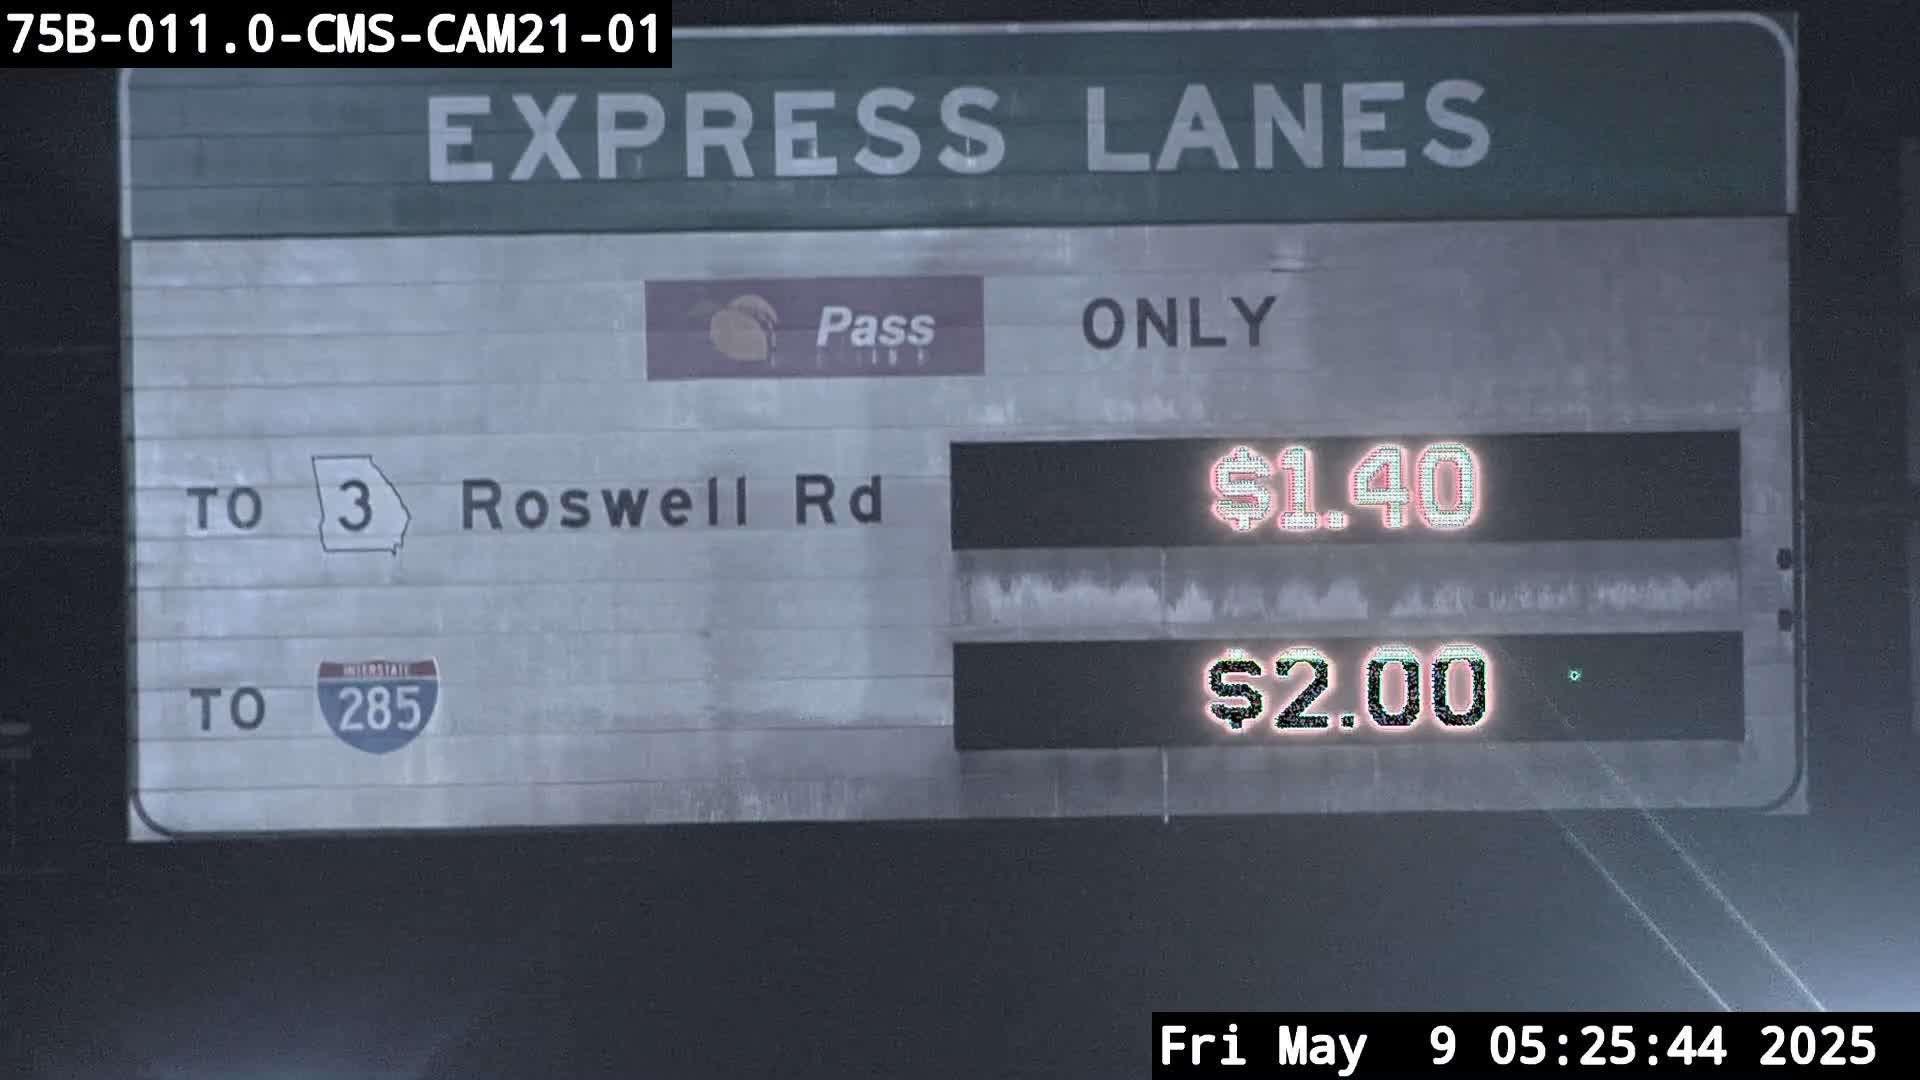 75B-011.0-CMS-CAM21-01
EXPRESS LANES
Pass ONLY
TO 3 Roswell Rd $1.40
TO INTERSTATE 285 $2.00
Fri May 9 05:25:44 2025